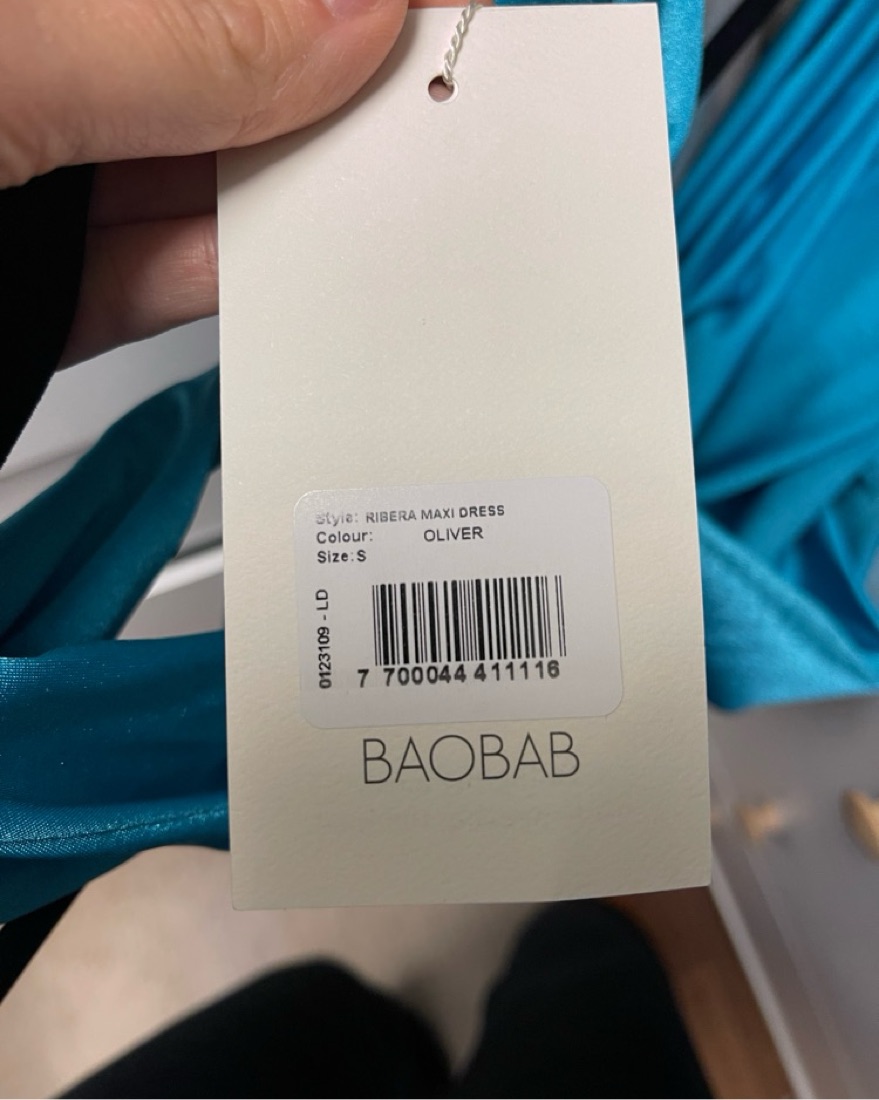 Style: RIBERA MAXI DRESS
Colour: OLIVER
Size: S
0123109 - LD
7 700044 411116
BAOBAB